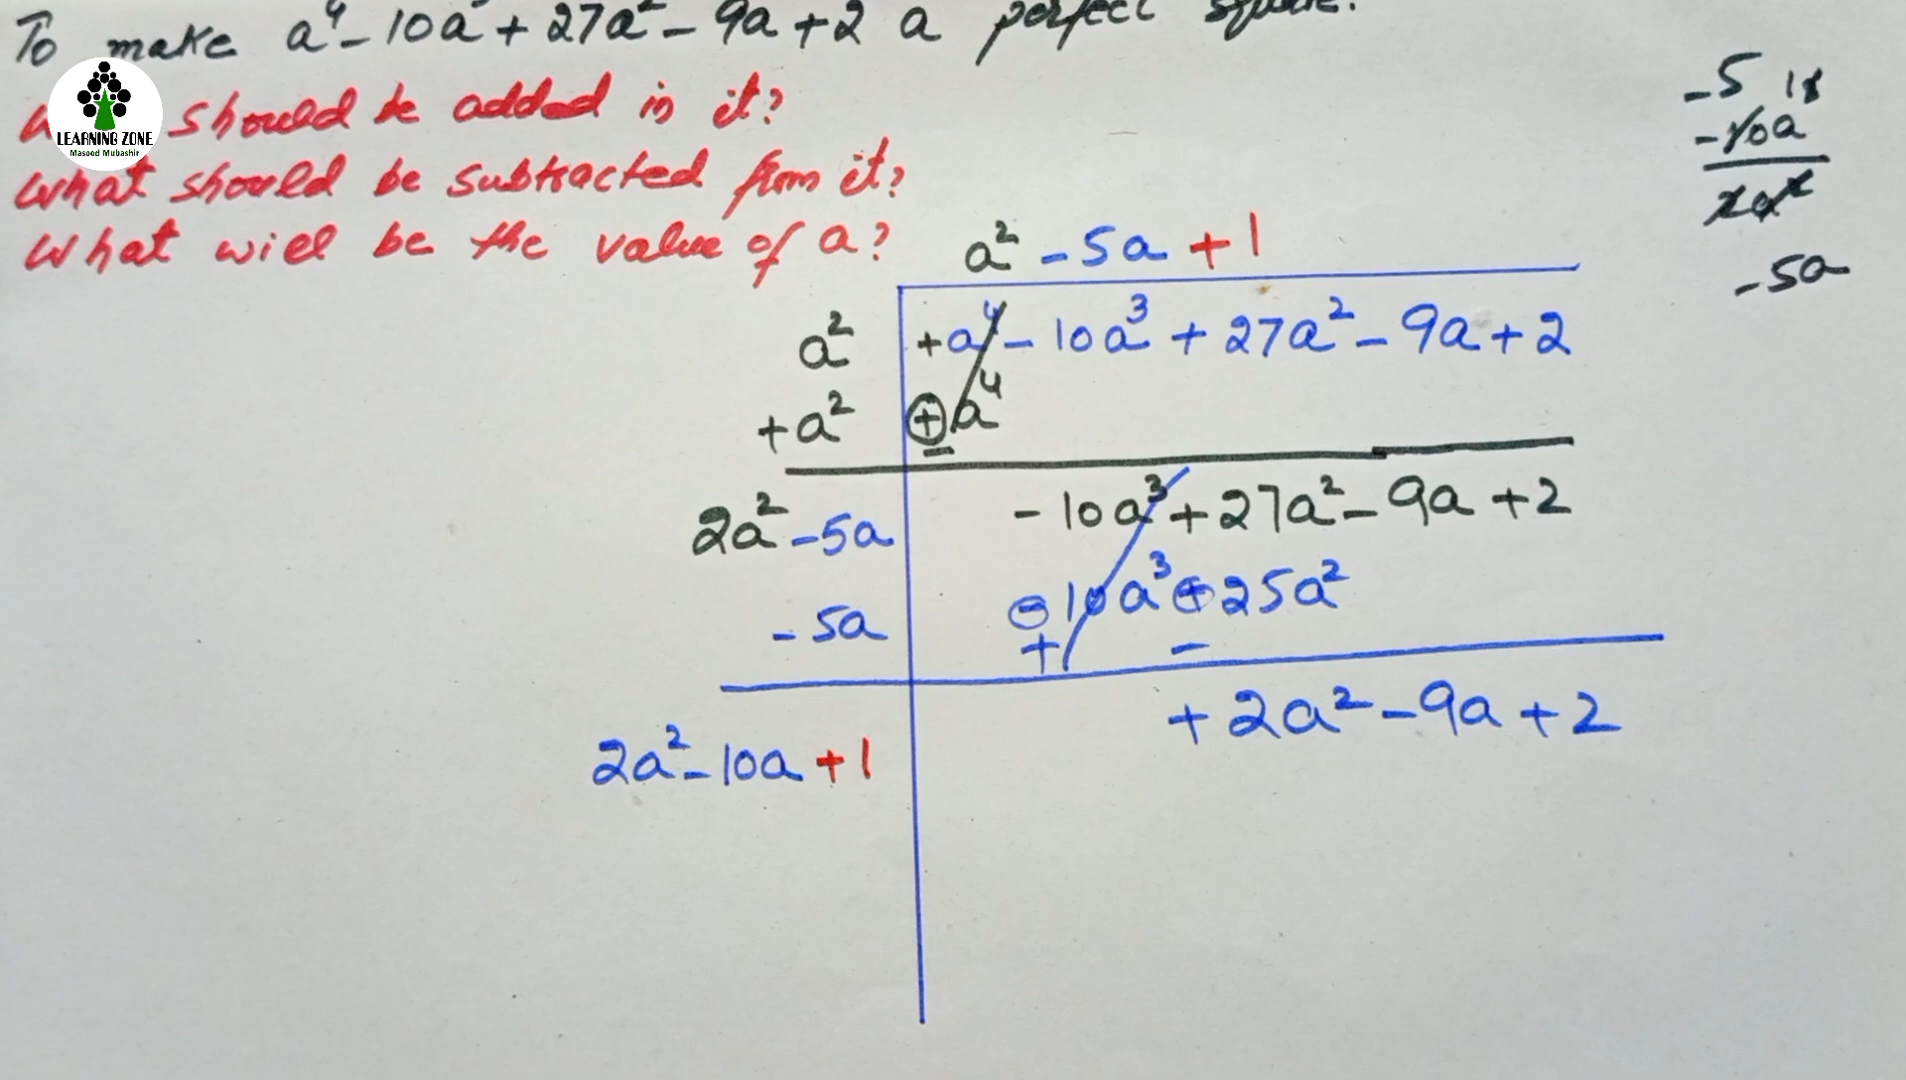 To make a⁴ - 10a³ + 27a² - 9a + 2 a perfect square.
should be added in it?
LEARNING ZONE
Masood Mubashir
What should be subtracted from it?
What will be the value of a?
-5 18
-10a
2a²
-5a
a² - 5a + 1
a² +a⁴ - 10a³ + 27a² - 9a + 2
+a² +a⁴
-
2a² - 5a -10a³ + 27a² - 9a + 2
- 5a -10a³ + 25a²
+ -
2a² - 10a + 1 + 2a² - 9a + 2